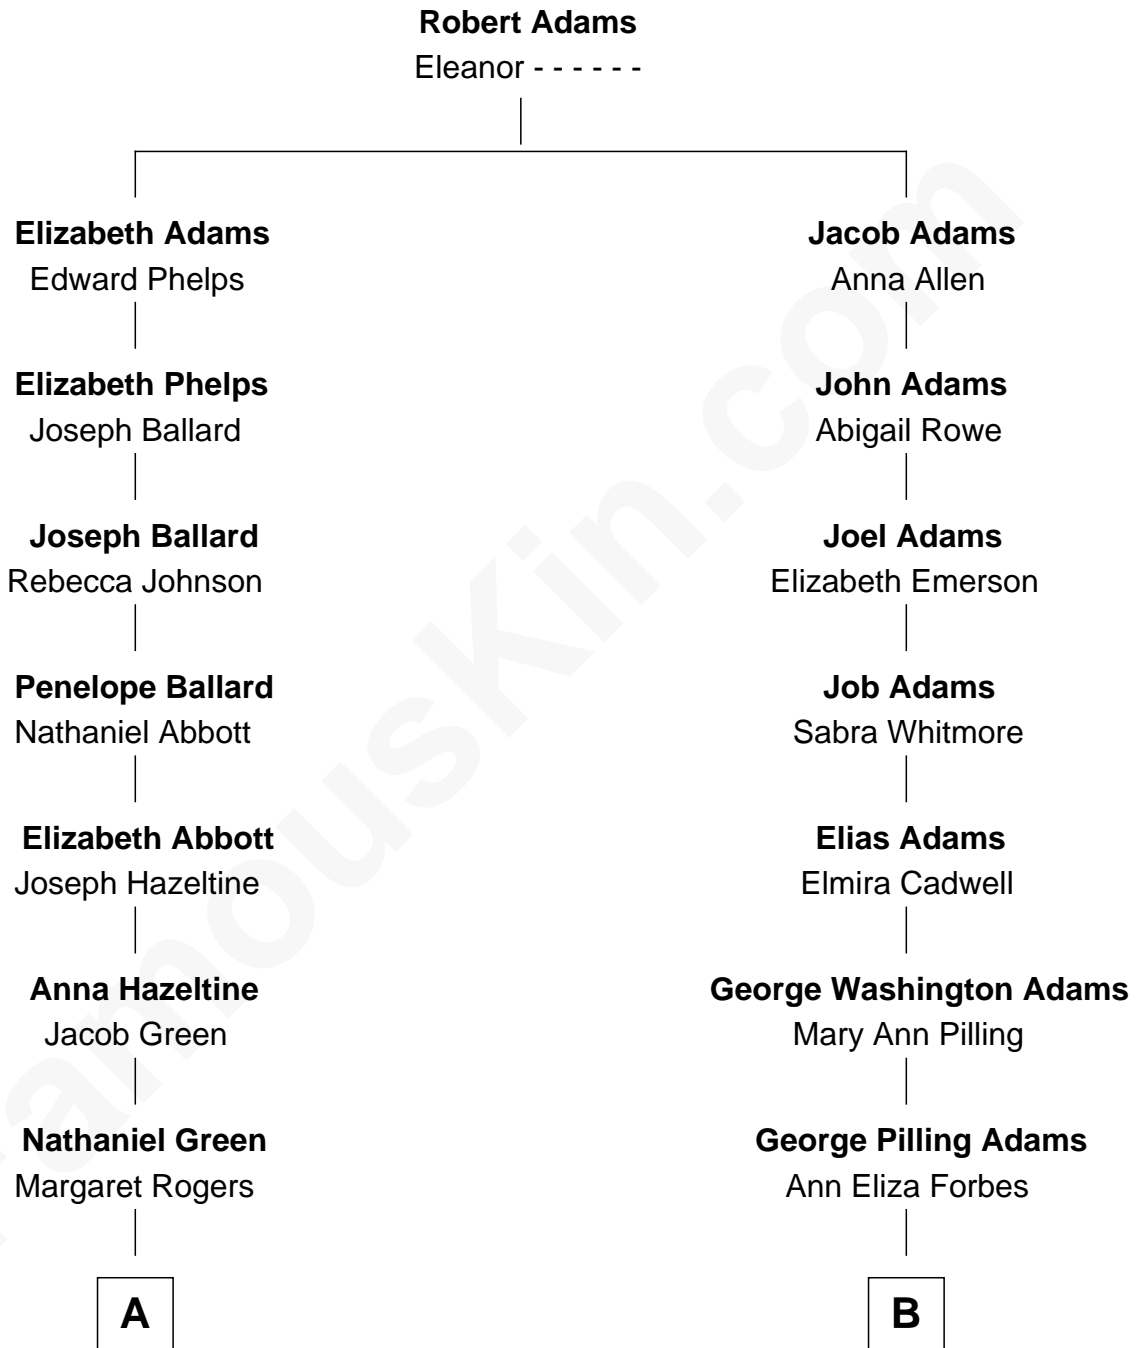 Robert Adams
Eleanor - - - - - -
Elizabeth Adams
Edward Phelps
Jacob Adams
Anna Allen
Elizabeth Phelps
Joseph Ballard
John Adams
Abigail Rowe
Joseph Ballard
Rebecca Johnson
Joel Adams
Elizabeth Emerson
Penelope Ballard
Nathaniel Abbott
Job Adams
Sabra Whitmore
Elizabeth Abbott
Joseph Hazeltine
Elias Adams
Elmira Cadwell
Anna Hazeltine
Jacob Green
George Washington Adams
Mary Ann Pilling
Nathaniel Green
Margaret Rogers
George Pilling Adams
Ann Eliza Forbes
A
B
FamousKin.com